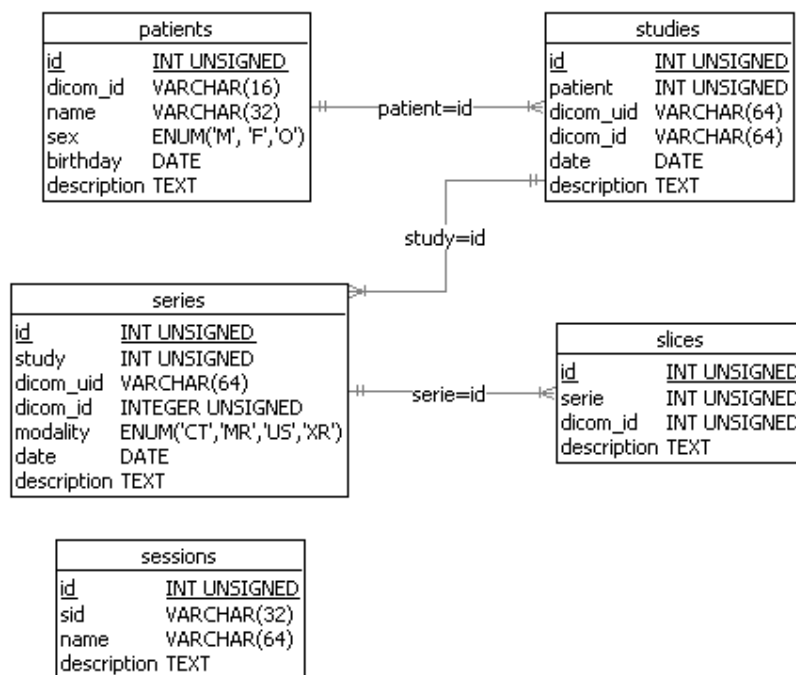 patients
id INT UNSIGNED
dicom_id VARCHAR(16)
name VARCHAR(32)
sex ENUM('M', 'F','O')
birthday DATE
description TEXT
patient=id
studies
id INT UNSIGNED
patient INT UNSIGNED
dicom_uid VARCHAR(64)
dicom_id VARCHAR(64)
date DATE
description TEXT
study=id
series
id INT UNSIGNED
study INT UNSIGNED
dicom_uid VARCHAR(64)
dicom_id INTEGER UNSIGNED
modality ENUM('CT','MR','US','XR')
date DATE
description TEXT
serie=id
slices
id INT UNSIGNED
serie INT UNSIGNED
dicom_id INT UNSIGNED
description TEXT
sessions
id INT UNSIGNED
sid VARCHAR(32)
name VARCHAR(64)
description TEXT